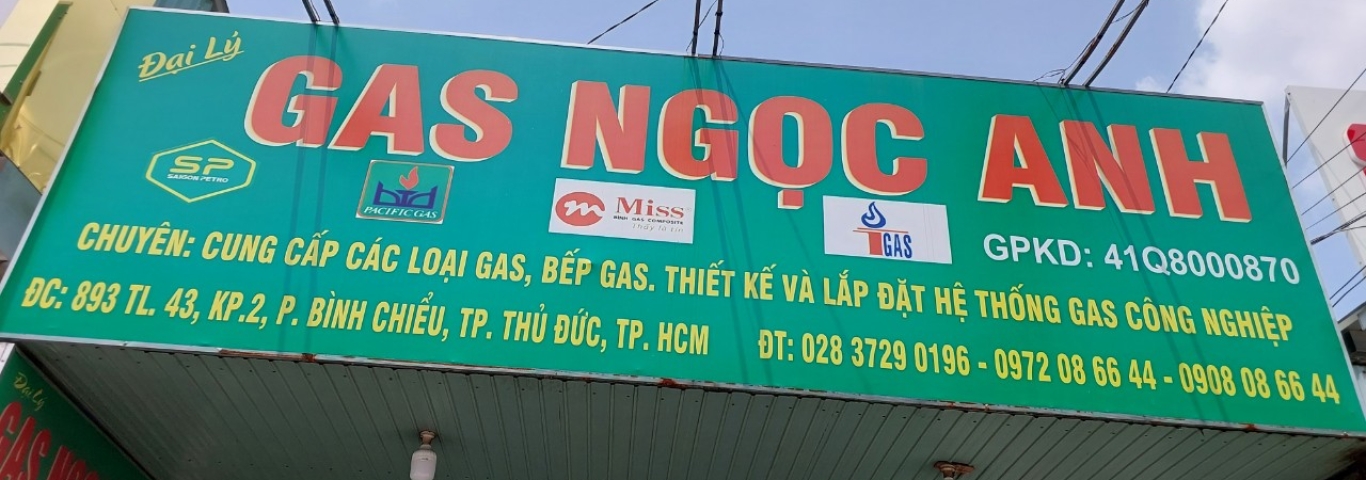 Đại Lý
GAS NGỌC ANH
SP
SAIGON PETRO
PACIFIC GAS
m Miss
BÌNH GAS COMPOSITE
Thấy là tin
GAS
GPKD: 41Q8000870
CHUYÊN: CUNG CẤP CÁC LOẠI GAS, BẾP GAS. THIẾT KẾ VÀ LẮP ĐẶT HỆ THỐNG GAS CÔNG NGHIỆP
ĐC: 893 TL. 43, KP.2, P. BÌNH CHIỂU, TP. THỦ ĐỨC, TP. HCM ĐT: 028 3729 0196 - 0972 08 66 44 - 0908 08 66 44
Đại Lý
GAS NGỌ